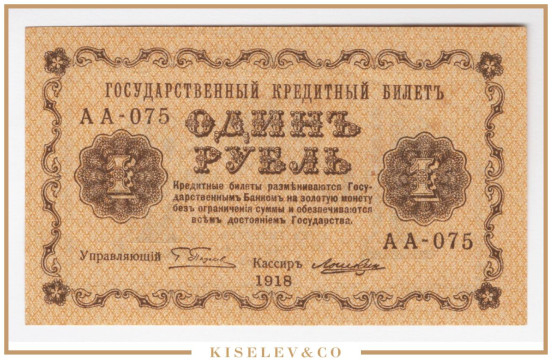 ГОСУДАРСТВЕННЫЙ КРЕДИТНЫЙ БИЛЕТЪ
АА-075
ОДИНЪ
РУБЛЬ
1
1
Кредитные билеты размѣниваются Госу-
дарственнымъ Банкомъ на золотую монету
безъ ограниченія суммы и обезпечиваются
всѣмъ достояніемъ Государства.
АА-075
Управляющій
Кассиръ
1918
KISELEV&CO